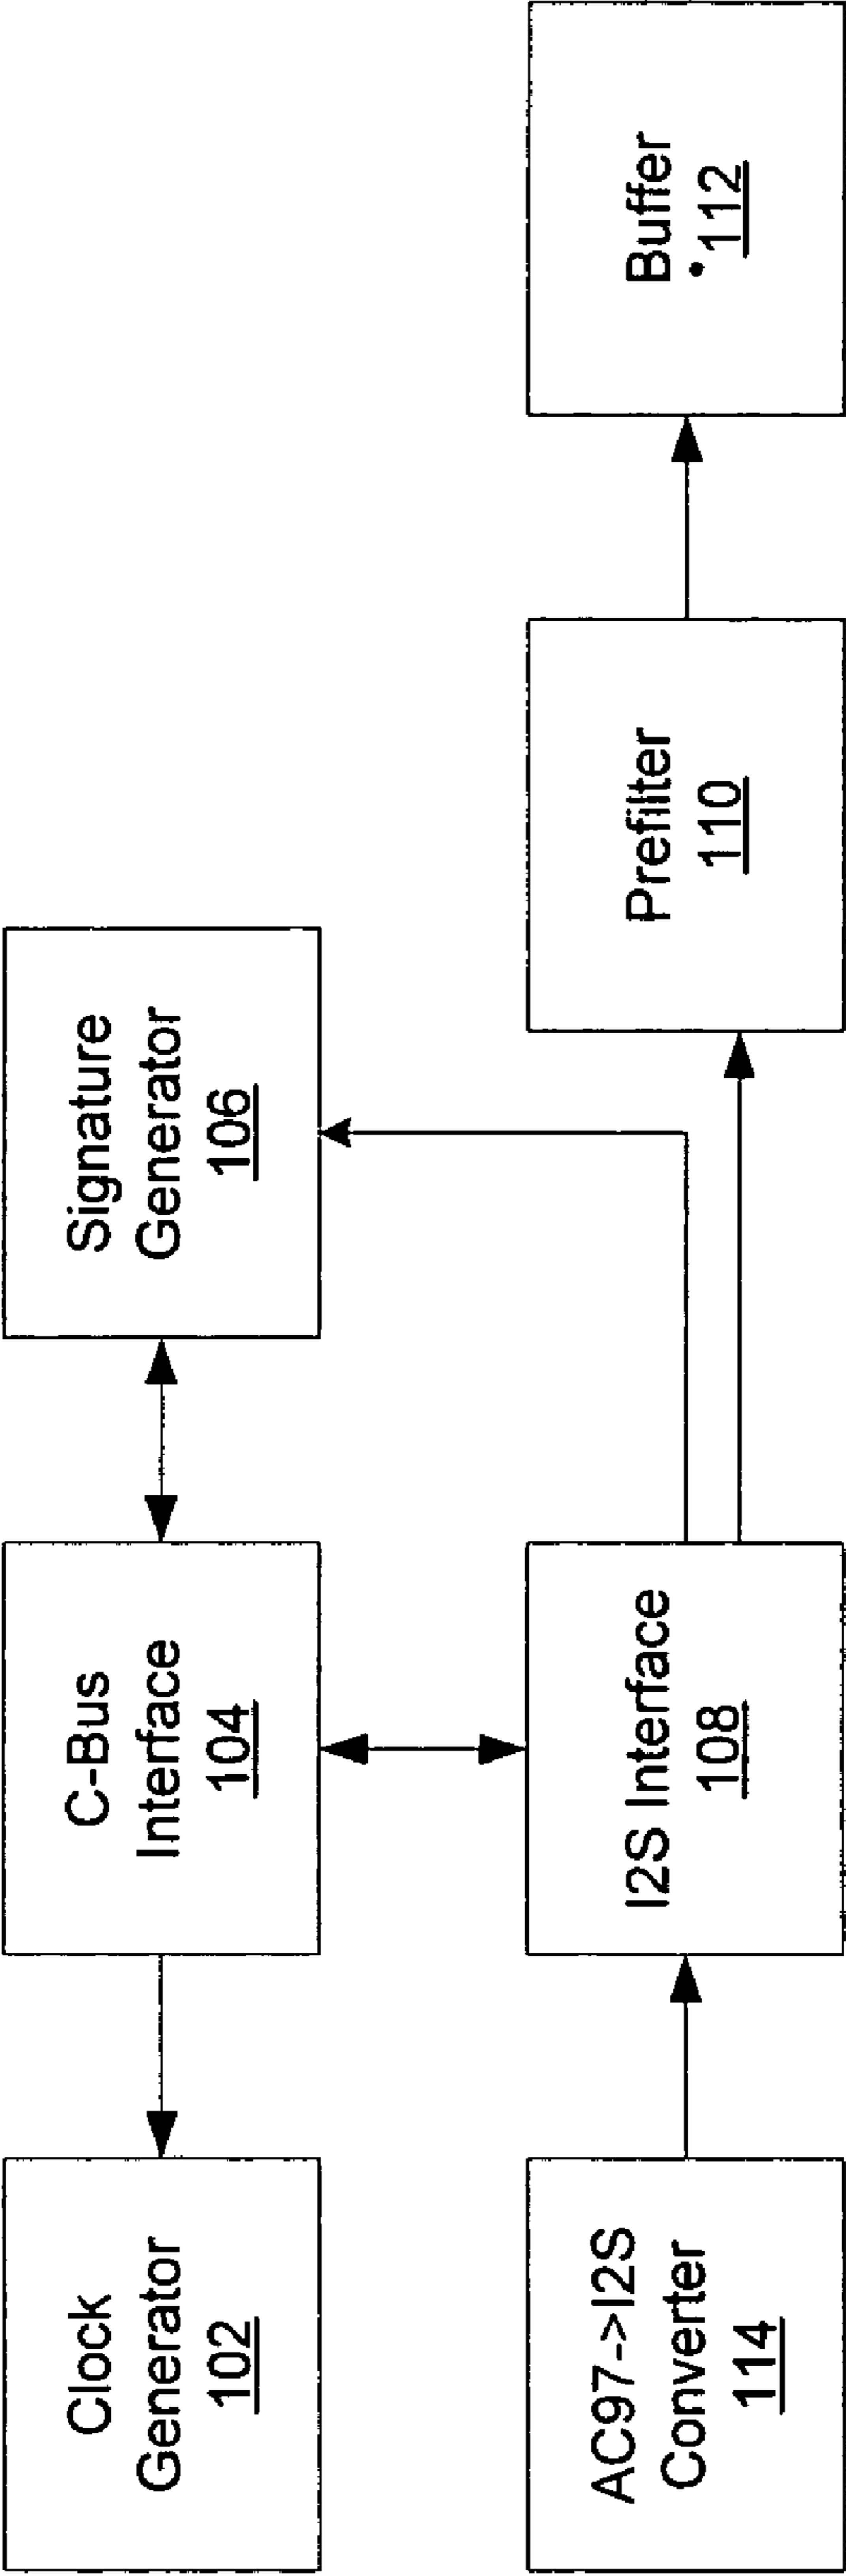 Clock
Generator
102
C-Bus
Interface
104
Signature
Generator
106
AC97->I2S
Converter
114
I2S Interface
108
Prefilter
110
Buffer
112